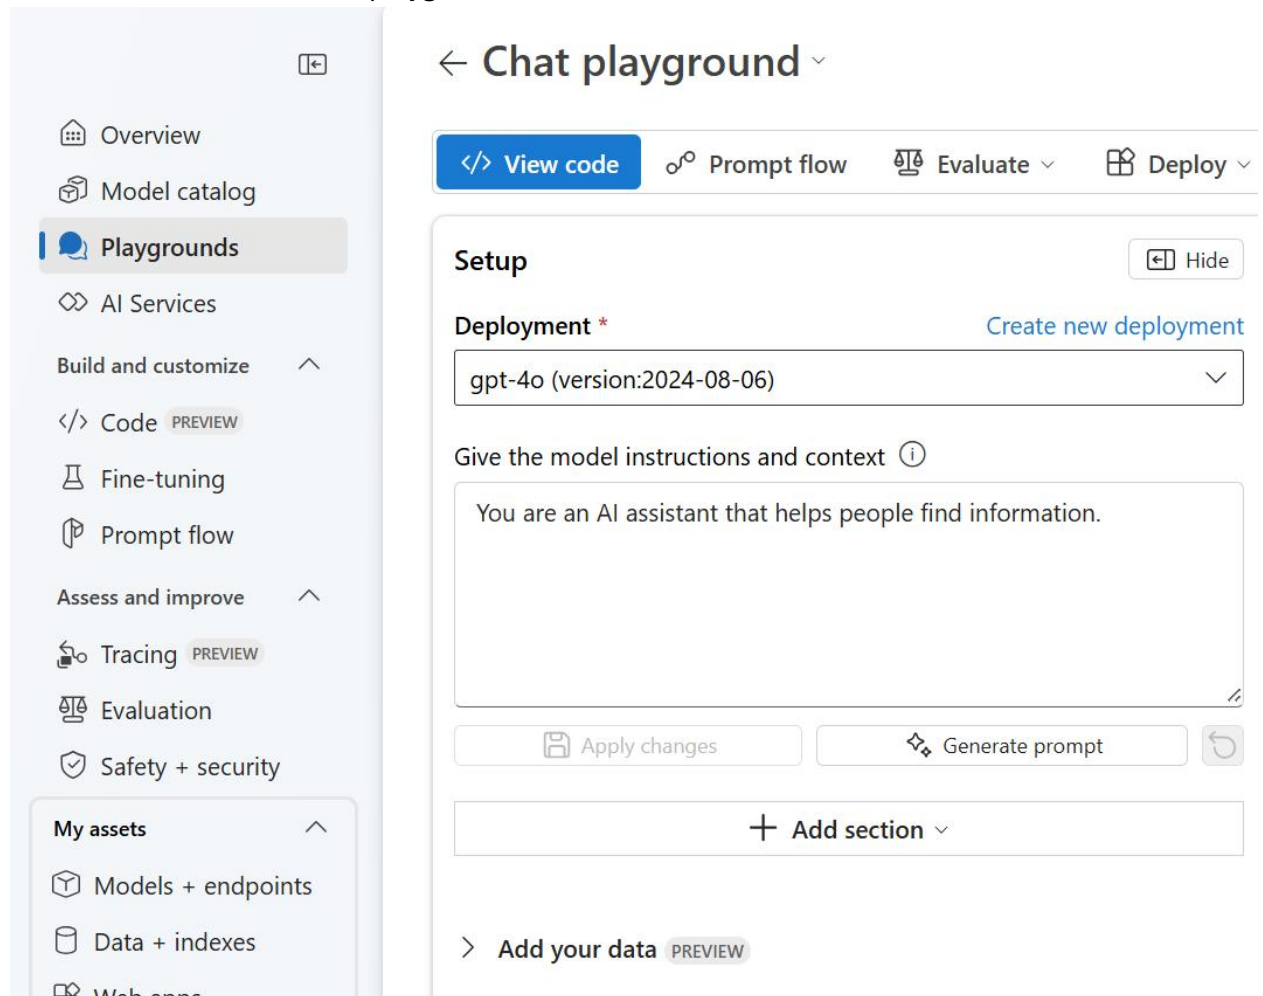 Chat playground
Overview
Model catalog
Playgrounds
AI Services
Build and customize
Code PREVIEW
Fine-tuning
Prompt flow
Assess and improve
Tracing PREVIEW
Evaluation
Safety + security
My assets
Models + endpoints
Data + indexes
</> View code
Prompt flow
Evaluate
Deploy
Setup
Hide
Deployment *
Create new deployment
gpt-4o (version:2024-08-06)
Give the model instructions and context
You are an AI assistant that helps people find information.
Apply changes
Generate prompt
+ Add section
Add your data PREVIEW